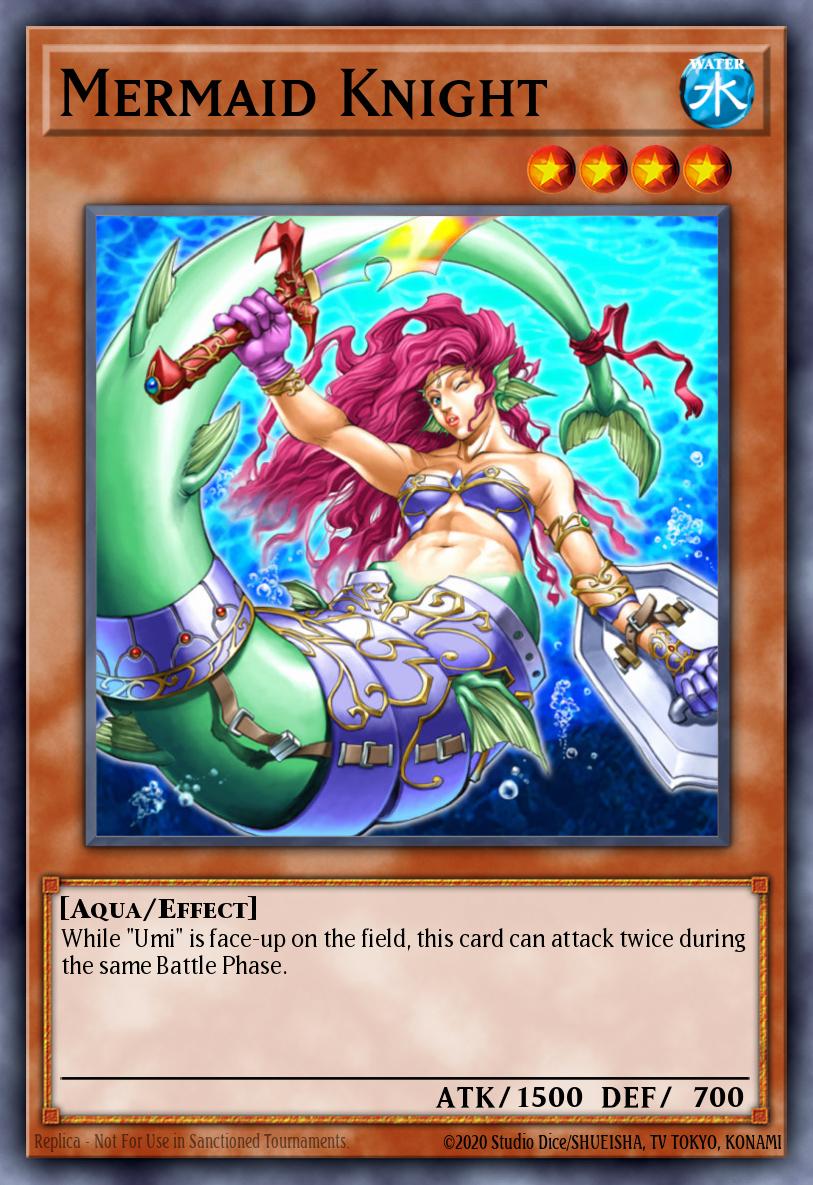 Mermaid Knight
WATER
水
[Aqua/Effect]
While "Umi" is face-up on the field, this card can attack twice during
the same Battle Phase.
ATK/1500 DEF/ 700
Replica - Not For Use in Sanctioned Tournaments.
©2020 Studio Dice/SHUEISHA, TV TOKYO, KONAMI